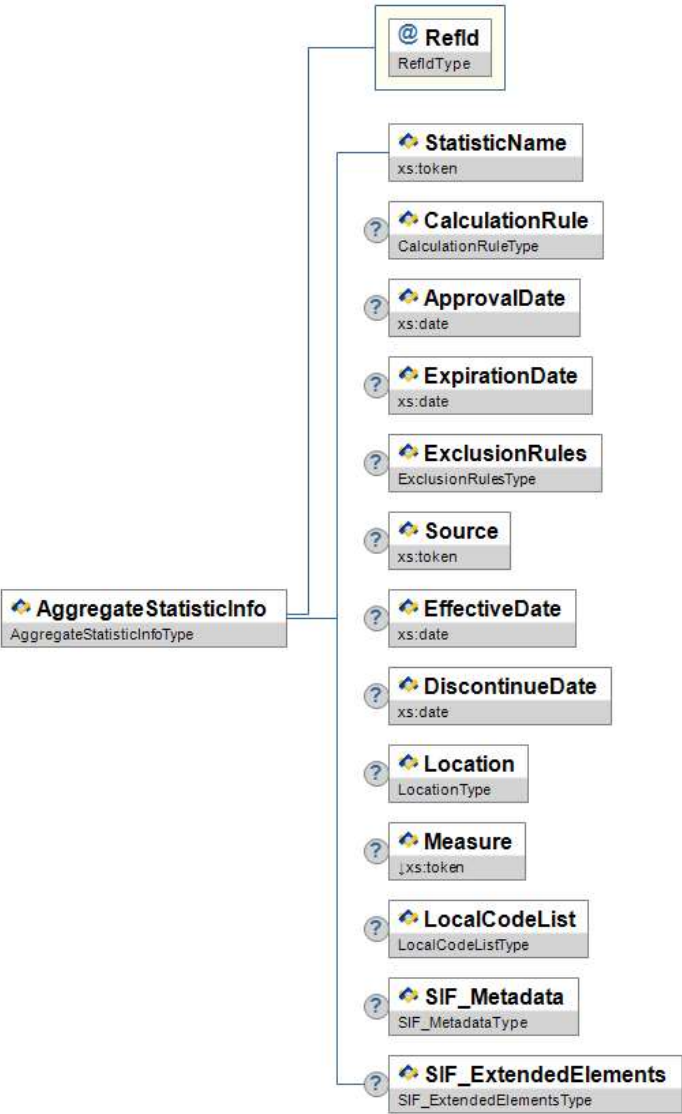 @ RefId
RefIdType
StatisticName
xs:token
? CalculationRule
CalculationRuleType
? ApprovalDate
xs:date
? ExpirationDate
xs:date
? ExclusionRules
ExclusionRulesType
? Source
xs:token
AggregateStatisticInfo
AggregateStatisticInfoType
? EffectiveDate
xs:date
? DiscontinueDate
xs:date
? Location
LocationType
? Measure
↓xs:token
? LocalCodeList
LocalCodeListType
? SIF_Metadata
SIF_MetadataType
? SIF_ExtendedElements
SIF_ExtendedElementsType